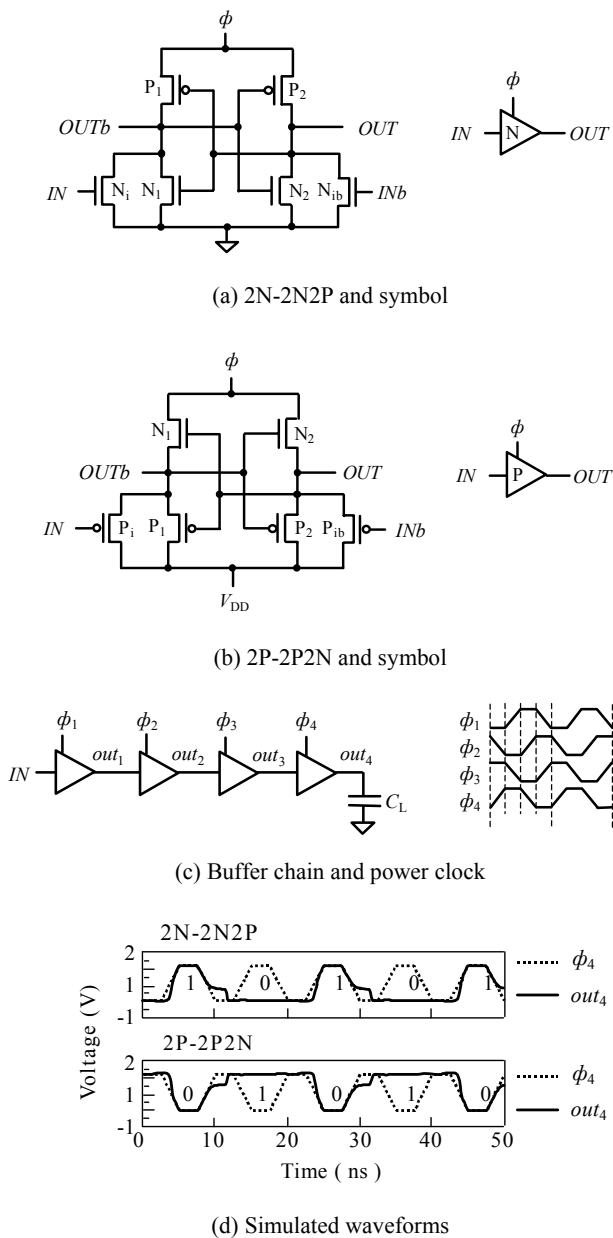 ϕ
P1 P2
OUTb OUT
IN Ni N1 N2 Nib INb
ϕ
IN N OUT
(a) 2N-2N2P and symbol
ϕ
N1 N2
OUTb OUT
IN Pi P1 P2 Pib INb
VDD
ϕ
IN P OUT
(b) 2P-2P2N and symbol
ϕ1 ϕ2 ϕ3 ϕ4
IN out1 out2 out3 out4
CL
ϕ1
ϕ2
ϕ3
ϕ4
(c) Buffer chain and power clock
2N-2N2P
2
1
-1
1 0 1 0 1
ϕ4
out4
2P-2P2N
2
1
-1
0 1 0 1 0
ϕ4
out4
Voltage (V)
0 10 20 30 40 50
Time ( ns )
(d) Simulated waveforms